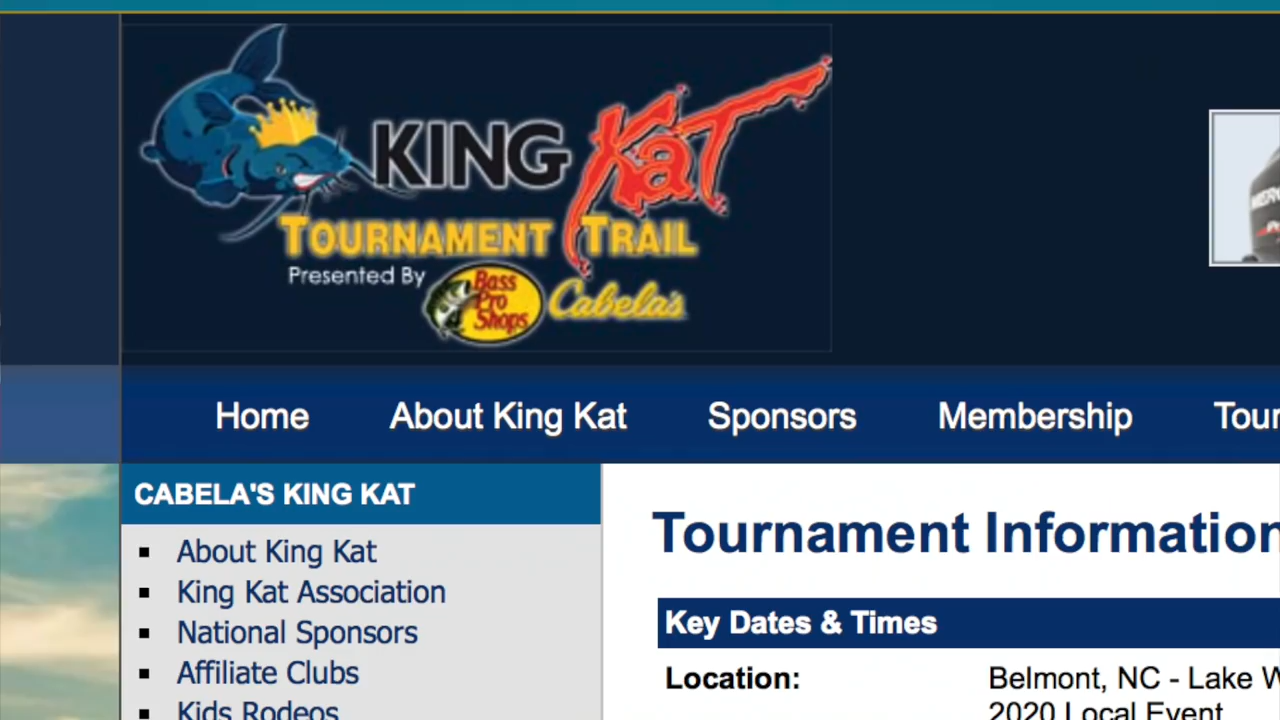 KING KaT
TOURNAMENT TRAIL
Presented By
Bass
Pro
Shops
Cabela's
Home About King Kat Sponsors Membership Tour
CABELA'S KING KAT
About King Kat
King Kat Association
National Sponsors
Affiliate Clubs
Kids Rodeos
Tournament Information
Key Dates & Times
Location: Belmont, NC - Lake W
2020 Local Event